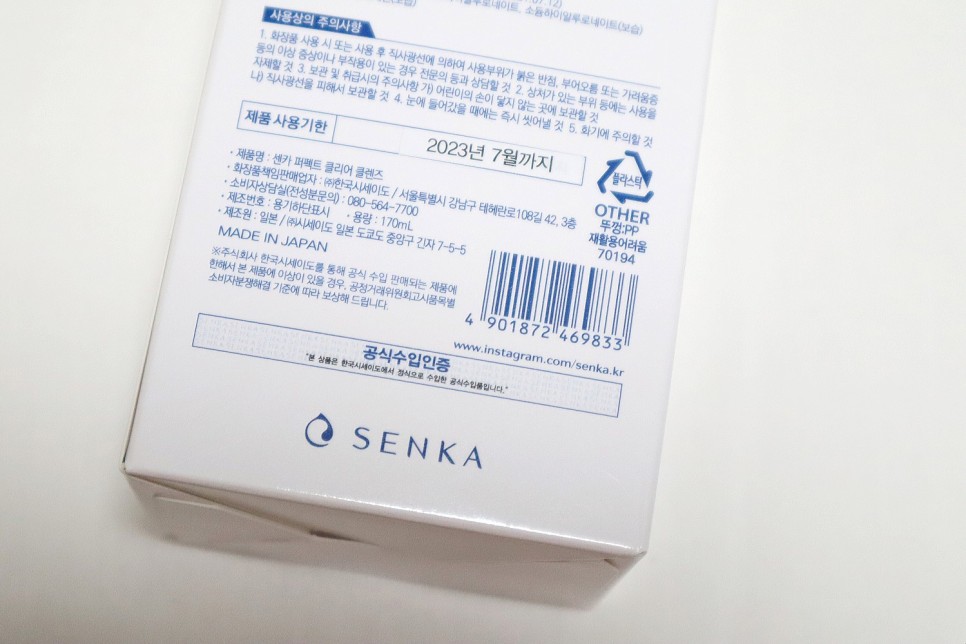 소듐하이알루로네이트(보습)
사용상의 주의사항
1. 화장품 사용 시 또는 사용 후 직사광선에 의하여 사용부위가 붉은 반점, 부어오름 또는 가려움증
등의 이상 증상이나 부작용이 있는 경우 전문의 등과 상담할 것 2. 상처가 있는 부위 등에는 사용을
자제할 것 3. 보관 및 취급시의 주의사항 가) 어린이의 손이 닿지 않는 곳에 보관할 것
나) 직사광선을 피해서 보관할 것 4. 눈에 들어갔을 때에는 즉시 씻어낼 것 5. 화기에 주의할 것
제품 사용기한 2023년 7월까지
· 제품명 : 센카 퍼펙트 클리어 클렌즈
· 화장품책임판매업자 : ㈜한국시세이도 / 서울특별시 강남구 테헤란로108길 42, 3층
· 소비자상담실(전성분문의) : 080-564-7700
· 제조번호 : 용기하단표시 · 용량 : 170mL
· 제조원 : 일본 / ㈜시세이도 일본 도쿄도 중앙구 긴자 7-5-5
MADE IN JAPAN
※주식회사 한국시세이도를 통해 공식 수입 판매되는 제품에
한해서 본 제품에 이상이 있을 경우, 공정거래위원회고시품목별
소비자분쟁해결 기준에 따라 보상해 드립니다.
플라스틱
OTHER
뚜껑:PP
재활용어려움
70194
4 901872 469833
www.instagram.com/senka.kr
공식수입인증
"본 상품은 한국시세이도에서 정식으로 수입한 공식수입품입니다."
SENKA